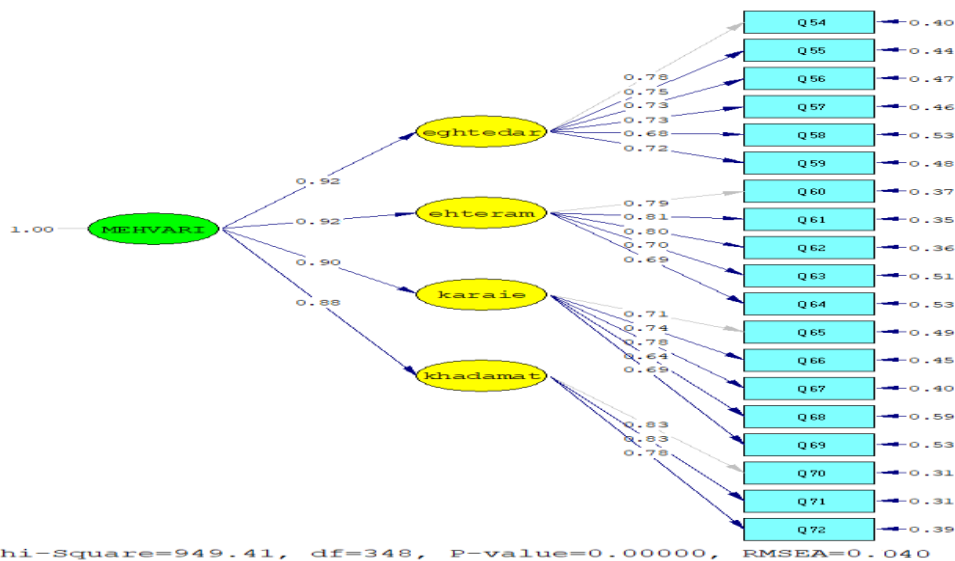 Q54 0.40
Q55 0.44
0.78 Q56 0.47
0.75
0.73 Q57 0.46
0.73
eghtedar 0.68 Q58 0.53
0.72
Q59 0.48
0.92
0.79 Q60 0.37
ehteram 0.81 Q61 0.35
1.00 MEHVARI 0.92
0.80 Q62 0.36
0.70
0.90 0.69 Q63 0.51
karaie Q64 0.53
0.88 0.71
0.74 Q65 0.49
0.78
0.64 Q66 0.45
0.69
khadamat Q67 0.40
Q68 0.59
0.83
0.83 Q69 0.53
0.78
Q70 0.31
Q71 0.31
Q72 0.39
hi-Square=949.41, df=348, P-value=0.00000, RMSEA=0.040